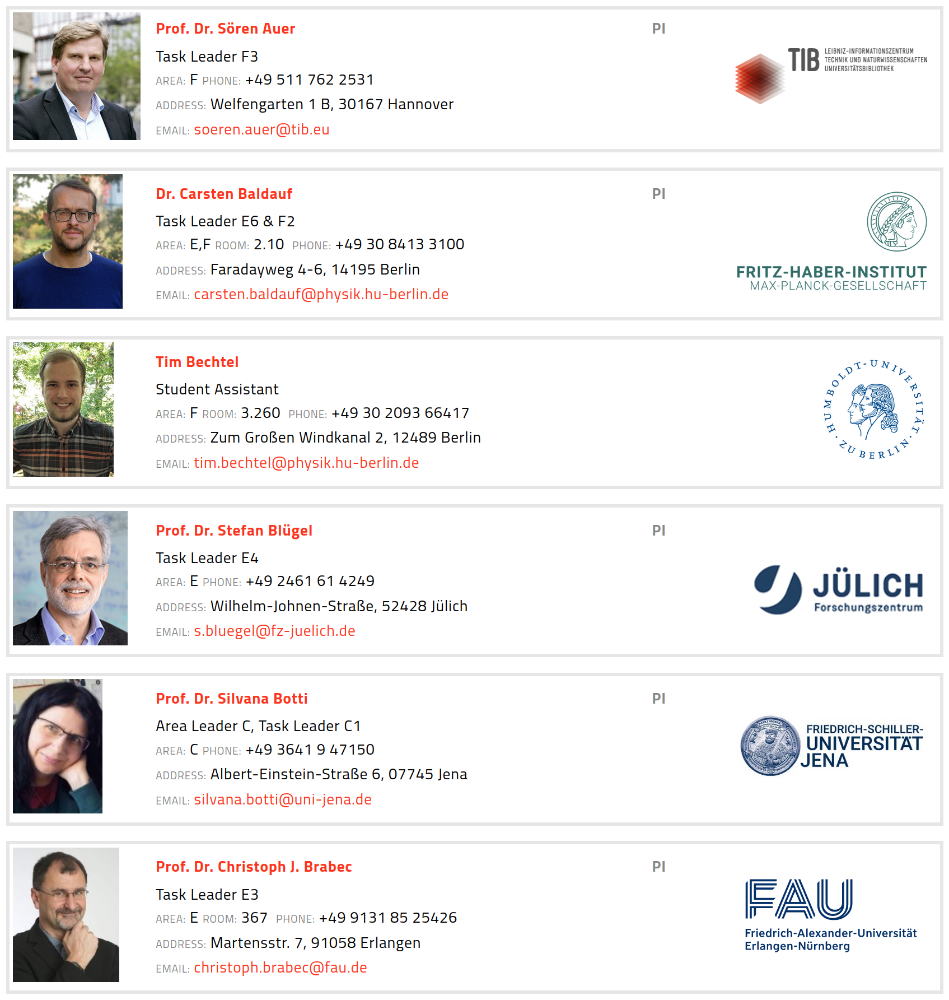 Prof. Dr. Sören Auer
PI
Task Leader F3
AREA: F PHONE: +49 511 762 2531
ADDRESS: Welfengarten 1 B, 30167 Hannover
EMAIL: soeren.auer@tib.eu
TIB
LEIBNIZ-INFORMATIONSZENTRUM
TECHNIK UND NATURWISSENSCHAFTEN
UNIVERSITÄTSBIBLIOTHEK
Dr. Carsten Baldauf
PI
Task Leader E6 & F2
AREA: E,F ROOM: 2.10 PHONE: +49 30 8413 3100
ADDRESS: Faradayweg 4-6, 14195 Berlin
EMAIL: carsten.baldauf@physik.hu-berlin.de
FRITZ-HABER-INSTITUT
MAX-PLANCK-GESELLSCHAFT
Tim Bechtel
Student Assistant
AREA: F ROOM: 3.260 PHONE: +49 30 2093 66417
ADDRESS: Zum Großen Windkanal 2, 12489 Berlin
EMAIL: tim.bechtel@physik.hu-berlin.de
HUMBOLDT-UNIVERSITÄT · ZU BERLIN ·
Prof. Dr. Stefan Blügel
PI
Task Leader E4
AREA: E PHONE: +49 2461 61 4249
ADDRESS: Wilhelm-Johnen-Straße, 52428 Jülich
EMAIL: s.bluegel@fz-juelich.de
JÜLICH
Forschungszentrum
Prof. Dr. Silvana Botti
PI
Area Leader C, Task Leader C1
AREA: C PHONE: +49 3641 9 47150
ADDRESS: Albert-Einstein-Straße 6, 07745 Jena
EMAIL: silvana.botti@uni-jena.de
FRIEDRICH-SCHILLER-
UNIVERSITÄT
JENA
Prof. Dr. Christoph J. Brabec
PI
Task Leader E3
AREA: E ROOM: 367 PHONE: +49 9131 85 25426
ADDRESS: Martensstr. 7, 91058 Erlangen
EMAIL: christoph.brabec@fau.de
FAU
Friedrich-Alexander-Universität
Erlangen-Nürnberg